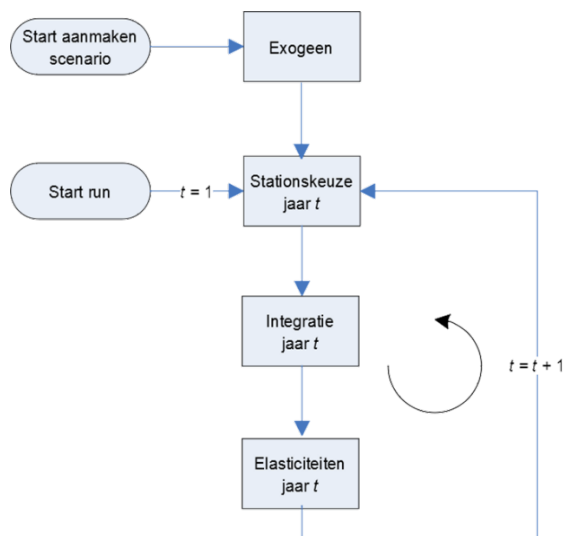 Start aanmaken
scenario
Exogeen
Start run
t = 1
Stationskeuze
jaar t
Integratie
jaar t
t = t + 1
Elasticiteiten
jaar t